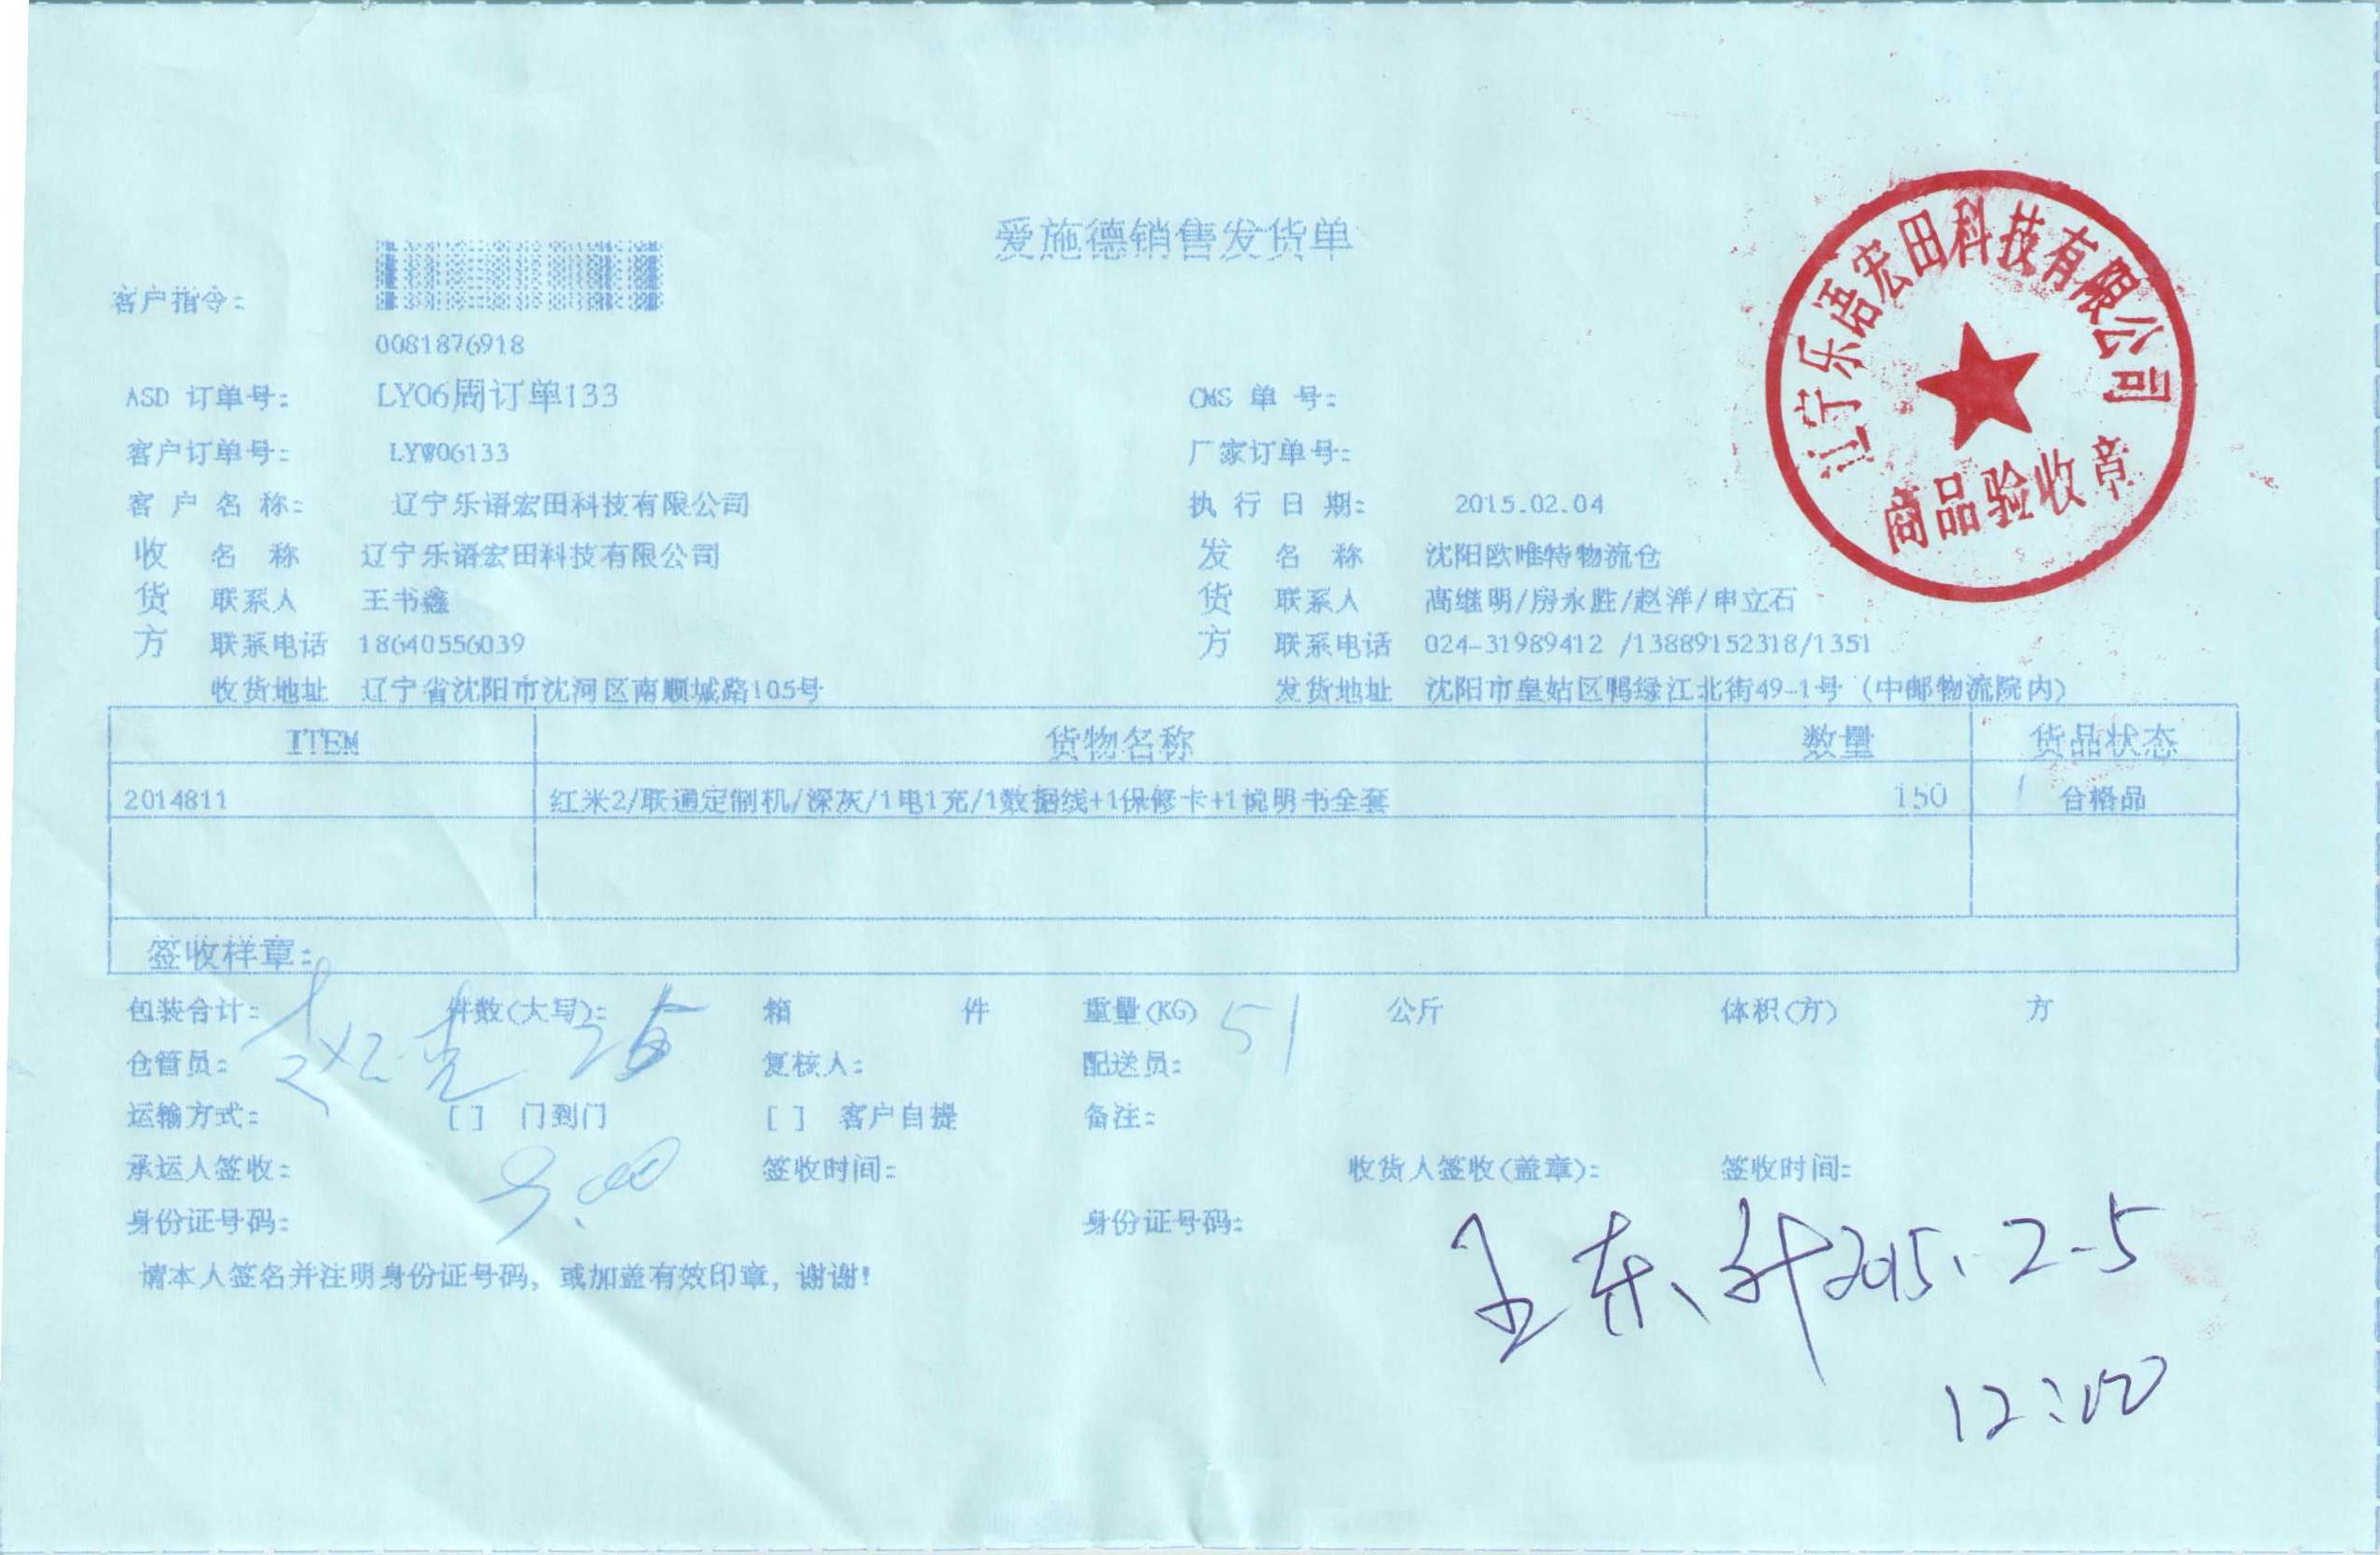 爱施德销售发货单
客户指令:
0081876918
ASD 订单号: LY06周订单133 CMS 单 号:
客户订单号: LYW06133 厂家订单号:
客 户 名 称: 辽宁乐语宏田科技有限公司 执 行 日 期: 2015.02.04
收 名 称 辽宁乐语宏田科技有限公司 发 名 称 沈阳欧唯特物流仓
货 联系人 王书鑫 货 联系人 高继明/房永胜/赵洋/申立石
方 联系电话 18640556039 方 联系电话 024-31989412 /13889152318/1351
收货地址 辽宁省沈阳市沈河区南顺城路105号 发货地址 沈阳市皇姑区鸭绿江北街49-1号（中邮物流院内）
辽宁乐语宏田科技有限公司
商品验收章
ITEM 货物名称 数量 货品状态
2014811 红米2/联通定制机/深灰/1电1充/1数据线+1保修卡+1说明书全套 150 合格品
签收样章:
包装合计: 件数(大写): 箱 件 重量(KG) 51 公斤 体积(方) 方
仓管员: 复核人: 配送员:
运输方式: [ ] 门到门 [ ] 客户自提 备注:
承运人签收: 签收时间: 收货人签收(盖章): 签收时间:
身份证号码: 9.00 身份证号码:
王东升 2015.2-5
请本人签名并注明身份证号码，或加盖有效印章，谢谢!
12:00